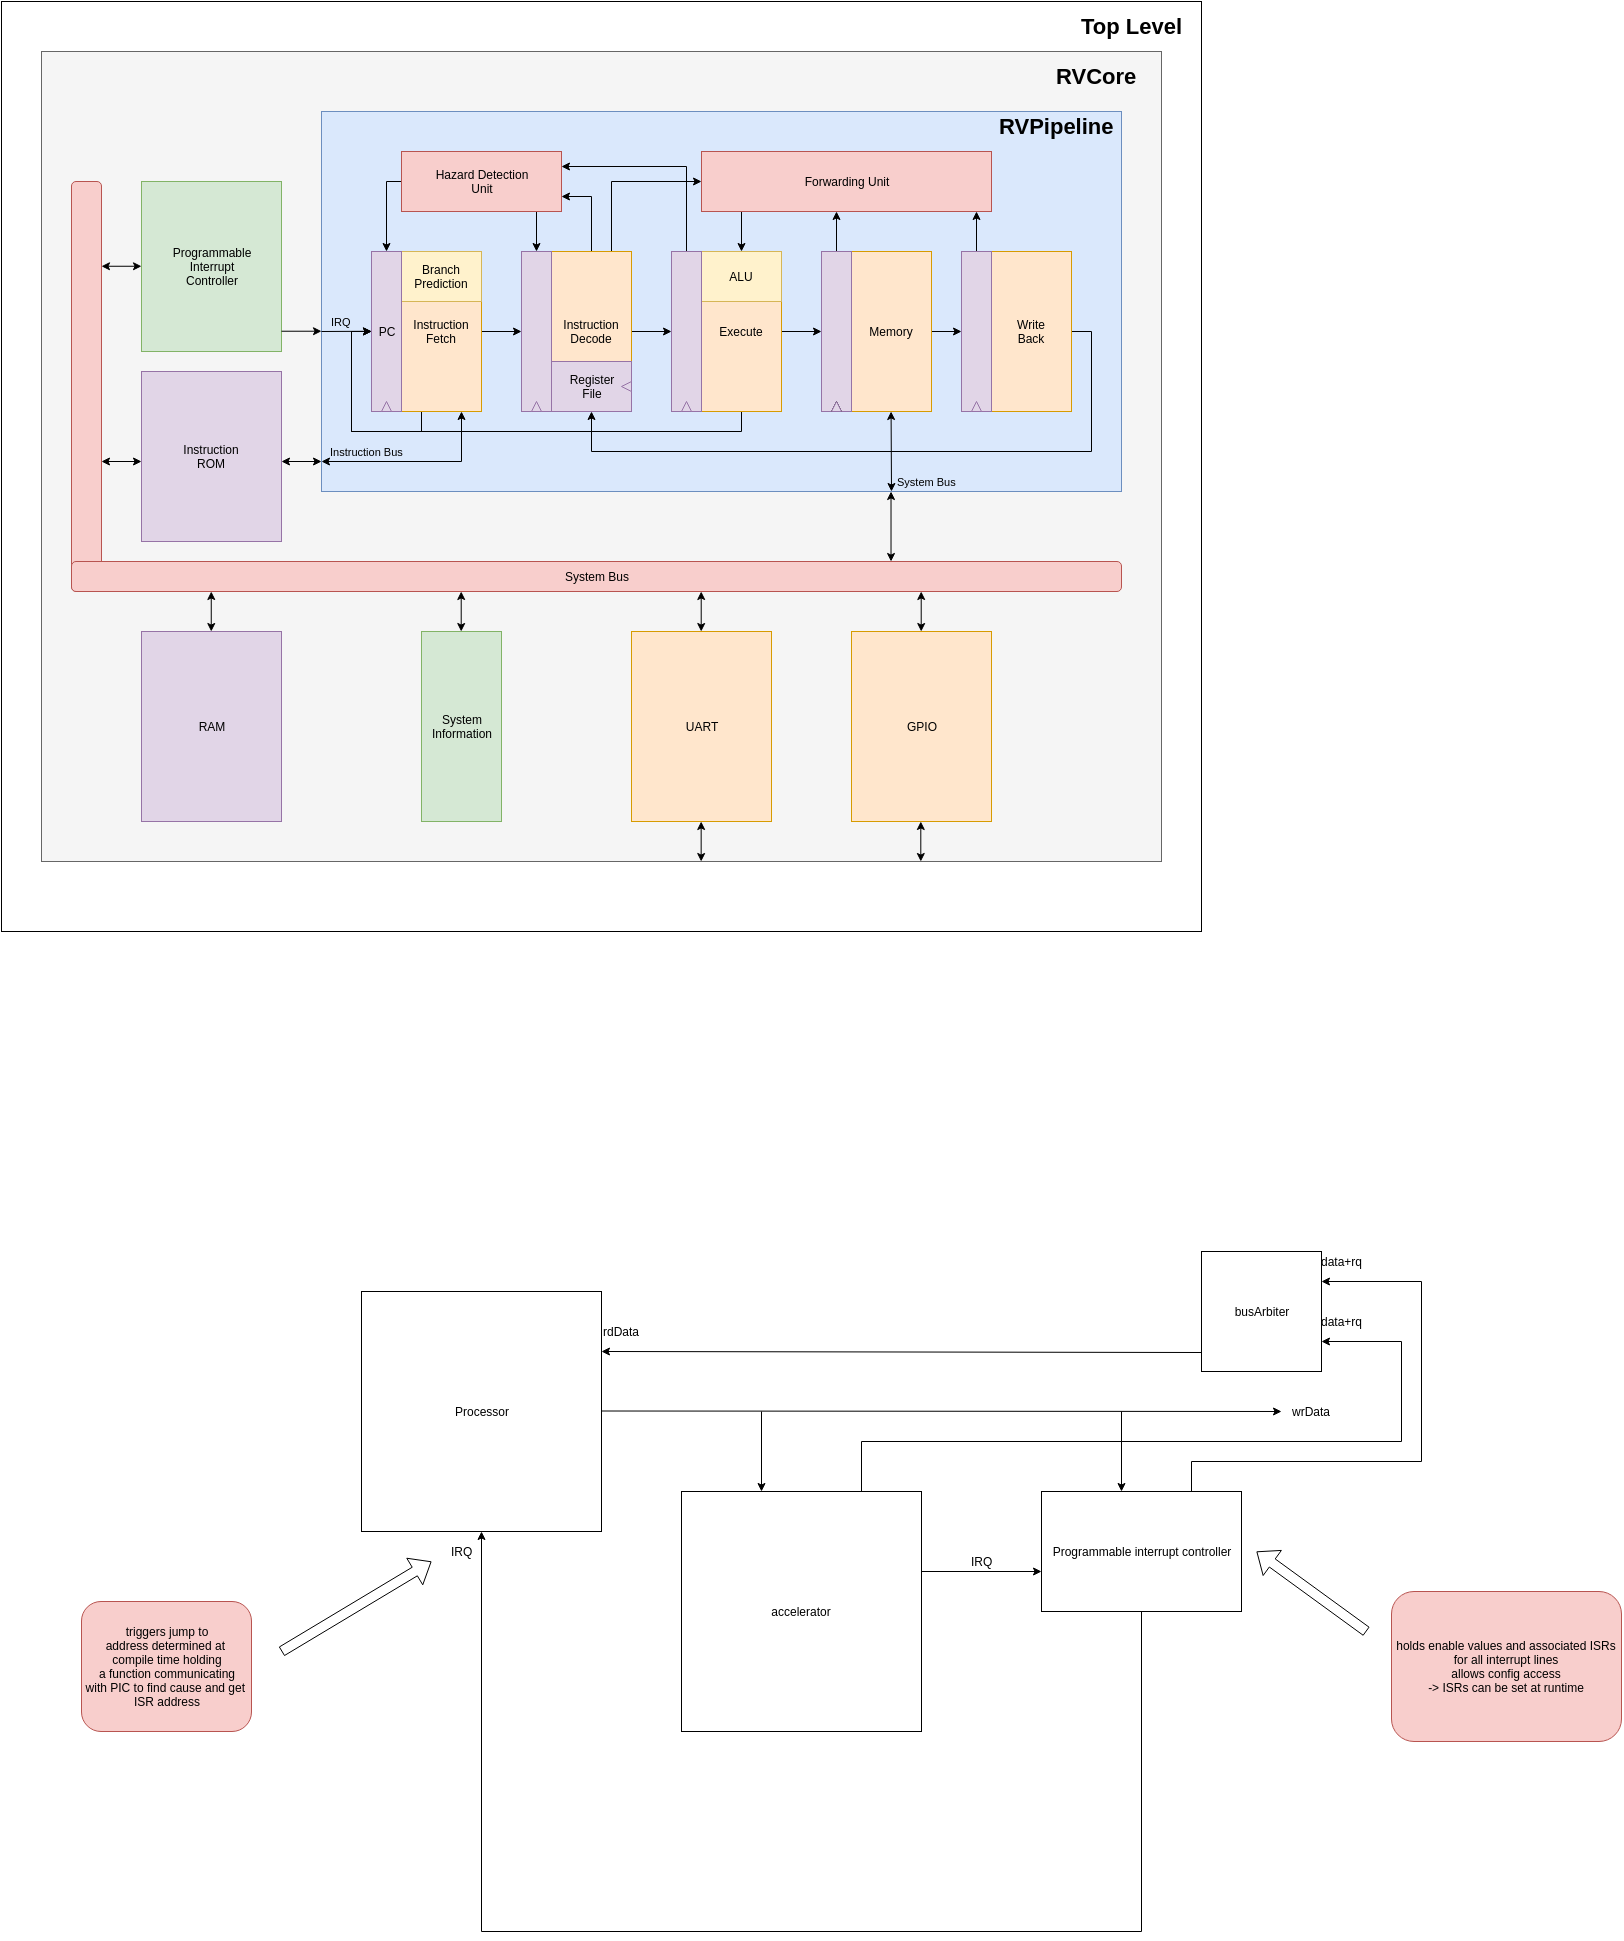 Top Level
RVCore
RVPipeline
Hazard Detection
Unit
Forwarding Unit
Programmable
Interrupt
Controller
IRQ
PC
Branch
Prediction
Instruction
Fetch
Instruction
Decode
Register
File
ALU
Execute
Memory
Write
Back
Instruction
ROM
Instruction Bus
System Bus
System Bus
RAM
System
Information
UART
GPIO
data+rq
busArbiter
data+rq
rdData
Processor
wrData
IRQ
IRQ
Programmable interrupt controller
accelerator
triggers jump to
address determined at
compile time holding
a function communicating
with PIC to find cause and get
ISR address
holds enable values and associated ISRs
for all interrupt lines
allows config access
-> ISRs can be set at runtime